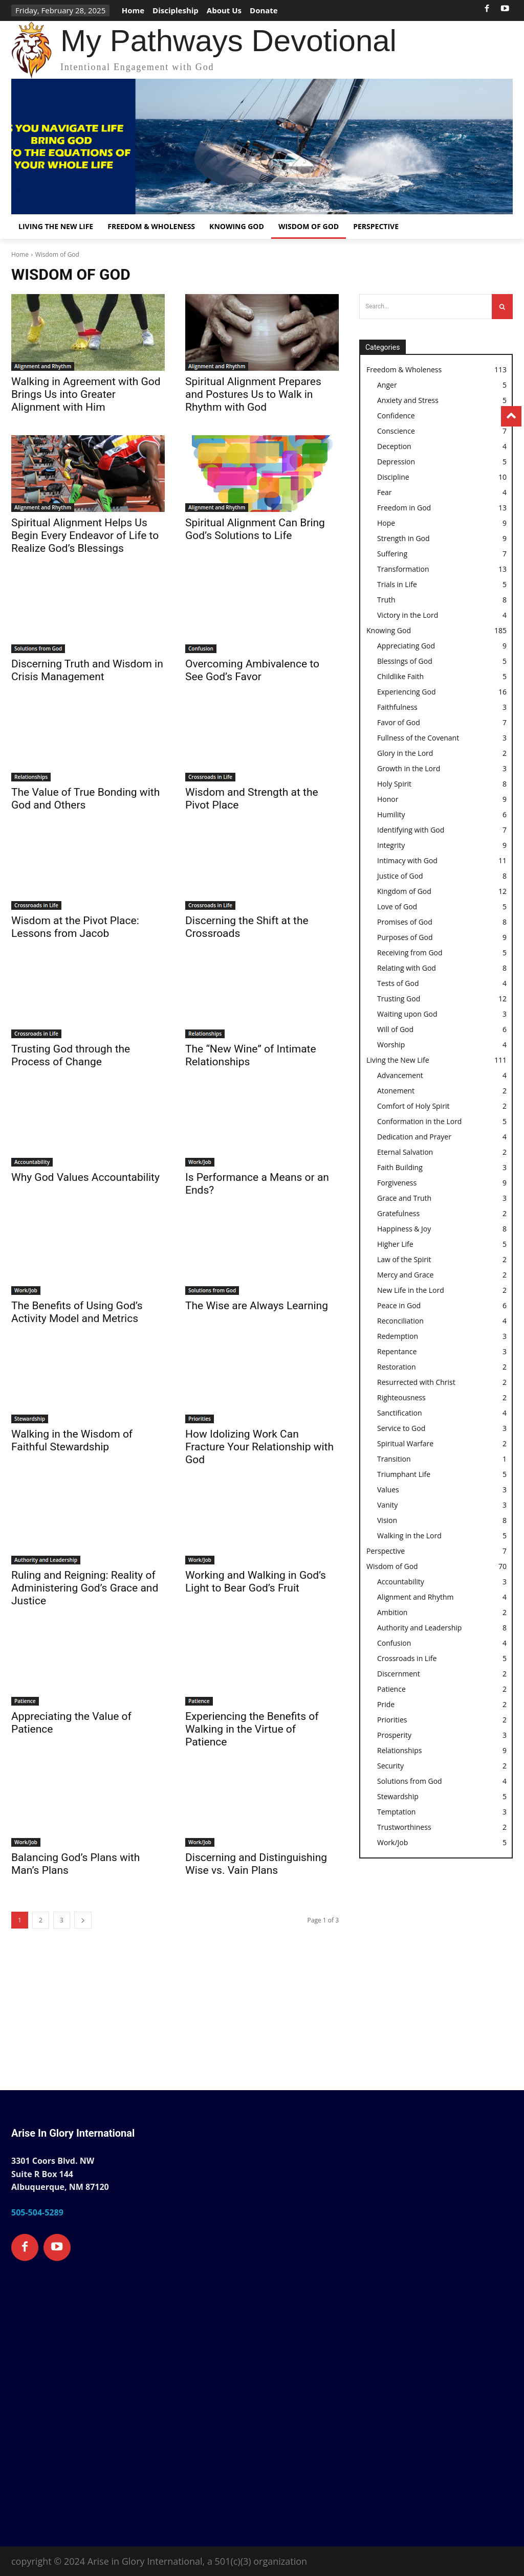 Friday, February 28, 2025
Home Discipleship About Us Donate
My Pathways Devotional
Intentional Engagement with God
S YOU NAVIGATE LIFE
BRING GOD
TO THE EQUATIONS OF
YOUR WHOLE LIFE
LIVING THE NEW LIFE FREEDOM & WHOLENESS KNOWING GOD WISDOM OF GOD PERSPECTIVE
Home › Wisdom of God
WISDOM OF GOD
Alignment and Rhythm
Walking in Agreement with God
Brings Us into Greater
Alignment with Him
Alignment and Rhythm
Spiritual Alignment Prepares
and Postures Us to Walk in
Rhythm with God
Alignment and Rhythm
Spiritual Alignment Helps Us
Begin Every Endeavor of Life to
Realize God’s Blessings
Alignment and Rhythm
Spiritual Alignment Can Bring
God’s Solutions to Life
Solutions from God
Discerning Truth and Wisdom in
Crisis Management
Confusion
Overcoming Ambivalence to
See God’s Favor
Relationships
The Value of True Bonding with
God and Others
Crossroads in Life
Wisdom and Strength at the
Pivot Place
Crossroads in Life
Wisdom at the Pivot Place:
Lessons from Jacob
Crossroads in Life
Discerning the Shift at the
Crossroads
Crossroads in Life
Trusting God through the
Process of Change
Relationships
The “New Wine” of Intimate
Relationships
Accountability
Why God Values Accountability
Work/Job
Is Performance a Means or an
Ends?
Work/Job
The Benefits of Using God’s
Activity Model and Metrics
Solutions from God
The Wise are Always Learning
Stewardship
Walking in the Wisdom of
Faithful Stewardship
Priorities
How Idolizing Work Can
Fracture Your Relationship with
God
Authority and Leadership
Ruling and Reigning: Reality of
Administering God’s Grace and
Justice
Work/Job
Working and Walking in God’s
Light to Bear God’s Fruit
Patience
Appreciating the Value of
Patience
Patience
Experiencing the Benefits of
Walking in the Virtue of
Patience
Work/Job
Balancing God’s Plans with
Man’s Plans
Work/Job
Discerning and Distinguishing
Wise vs. Vain Plans
1 2 3
Page 1 of 3
Search...
Categories
Freedom & Wholeness 113
Anger 5
Anxiety and Stress 5
Confidence
Conscience 7
Deception 4
Depression 5
Discipline 10
Fear 4
Freedom in God 13
Hope 9
Strength in God 9
Suffering 7
Transformation 13
Trials in Life 5
Truth 8
Victory in the Lord 4
Knowing God 185
Appreciating God 9
Blessings of God 5
Childlike Faith 5
Experiencing God 16
Faithfulness 3
Favor of God 7
Fullness of the Covenant 3
Glory in the Lord 2
Growth in the Lord 3
Holy Spirit 8
Honor 9
Humility 6
Identifying with God 7
Integrity 9
Intimacy with God 11
Justice of God 8
Kingdom of God 12
Love of God 5
Promises of God 8
Purposes of God 9
Receiving from God 5
Relating with God 8
Tests of God 4
Trusting God 12
Waiting upon God 3
Will of God 6
Worship 4
Living the New Life 111
Advancement 4
Atonement 2
Comfort of Holy Spirit 2
Conformation in the Lord 5
Dedication and Prayer 4
Eternal Salvation 2
Faith Building 3
Forgiveness 9
Grace and Truth 3
Gratefulness 2
Happiness & Joy 8
Higher Life 5
Law of the Spirit 2
Mercy and Grace 2
New Life in the Lord 2
Peace in God 6
Reconciliation 4
Redemption 3
Repentance 3
Restoration 2
Resurrected with Christ 2
Righteousness 2
Sanctification 4
Service to God 3
Spiritual Warfare 2
Transition 1
Triumphant Life 5
Values 3
Vanity 3
Vision 8
Walking in the Lord 5
Perspective 7
Wisdom of God 70
Accountability 3
Alignment and Rhythm 4
Ambition 2
Authority and Leadership 8
Confusion 4
Crossroads in Life 5
Discernment 2
Patience 2
Pride 2
Priorities 2
Prosperity 3
Relationships 9
Security 2
Solutions from God 4
Stewardship 5
Temptation 3
Trustworthiness 2
Work/Job 5
Arise In Glory International
3301 Coors Blvd. NW
Suite R Box 144
Albuquerque, NM 87120
505-504-5289
copyright © 2024 Arise in Glory International, a 501(c)(3) organization